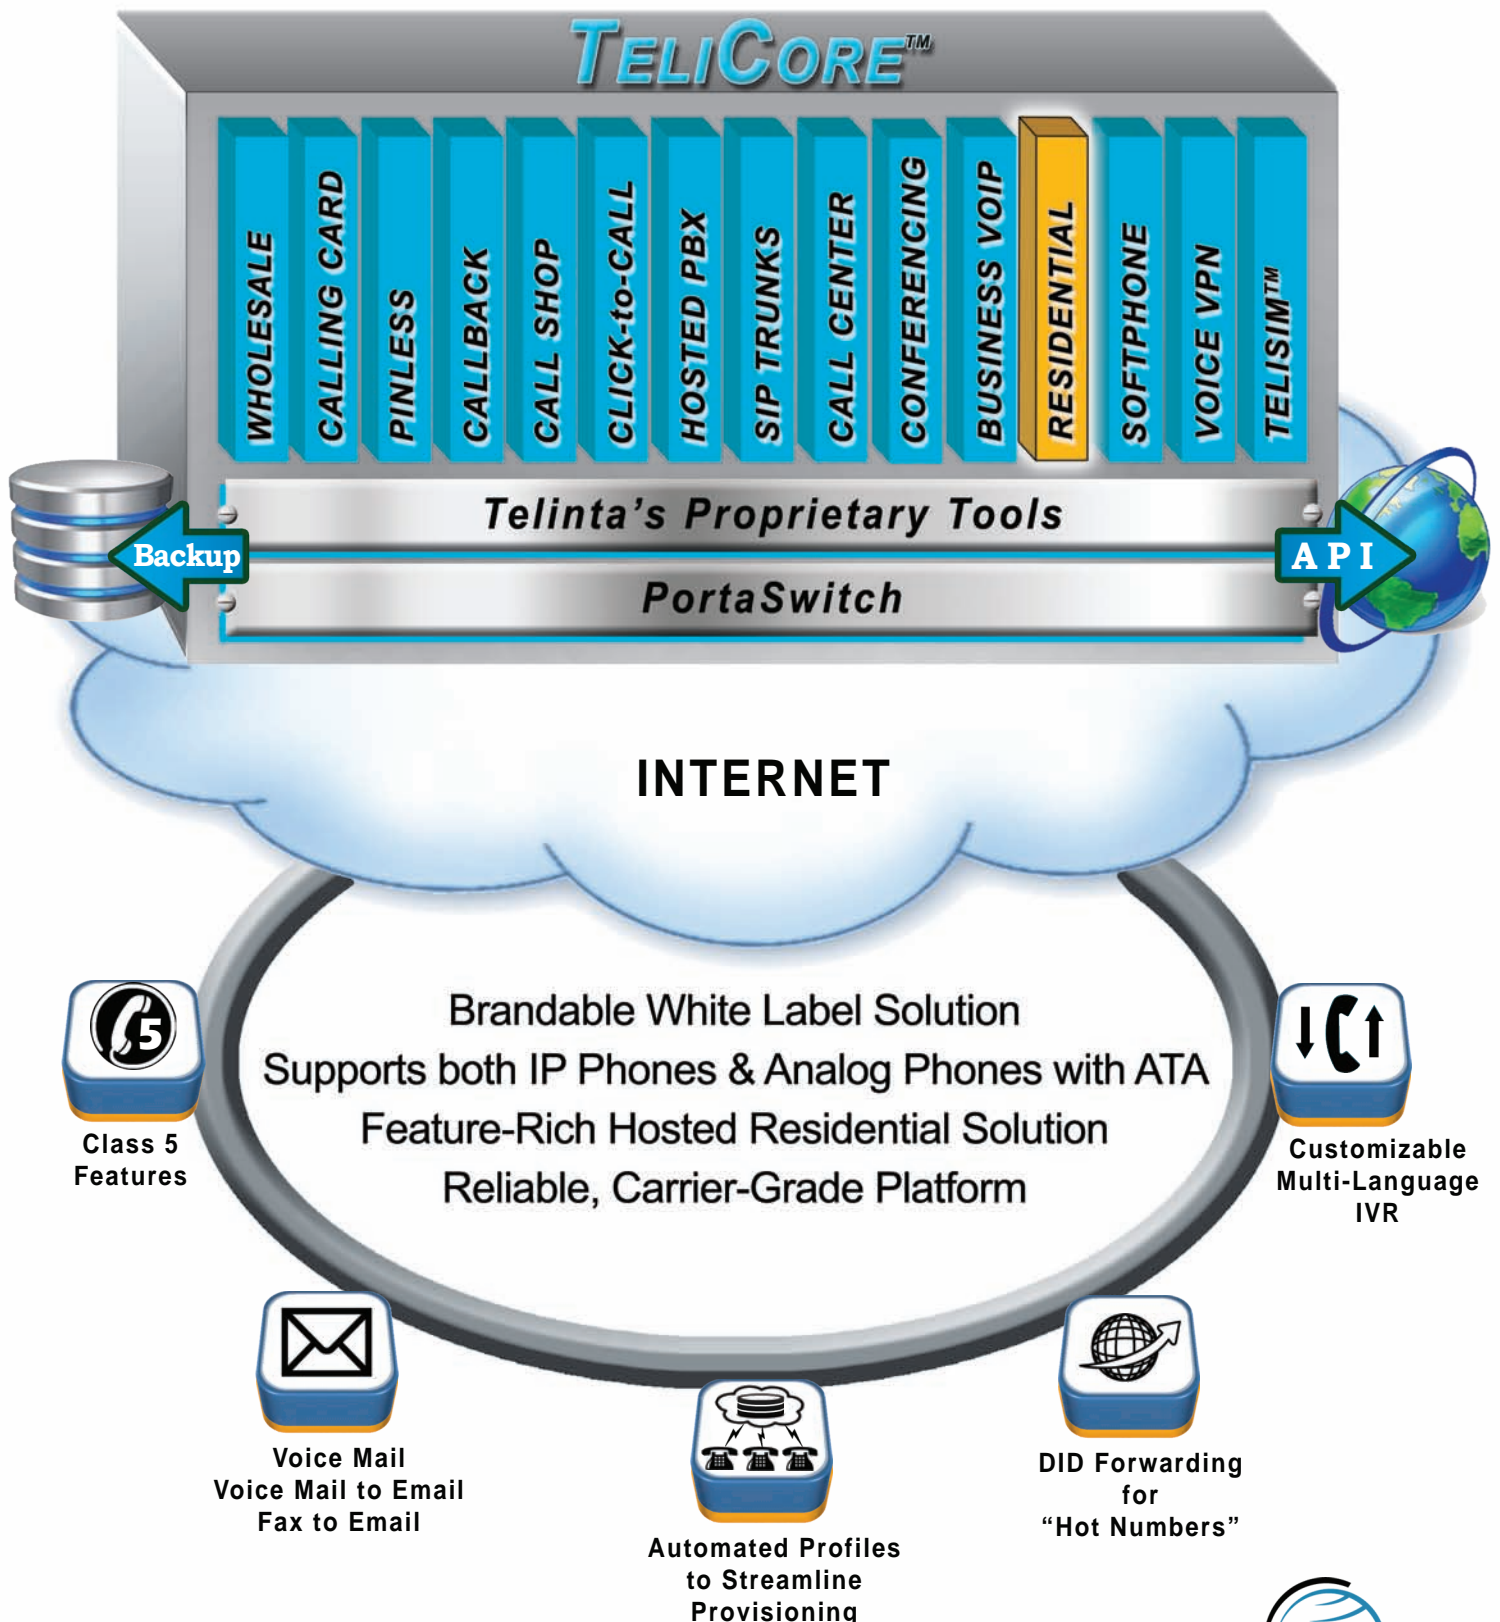 TELICORE™
WHOLESALE
CALLING CARD
PINLESS
CALLBACK
CALL SHOP
CLICK-to-CALL
HOSTED PBX
SIP TRUNKS
CALL CENTER
CONFERENCING
BUSINESS VOIP
RESIDENTIAL
SOFTPHONE
VOICE VPN
TELISIM™
Telinta's Proprietary Tools
Backup
API
PortaSwitch
INTERNET
Brandable White Label Solution
Supports both IP Phones & Analog Phones with ATA
Feature-Rich Hosted Residential Solution
Reliable, Carrier-Grade Platform
5
Class 5
Features
Customizable
Multi-Language
IVR
Voice Mail
Voice Mail to Email
Fax to Email
Automated Profiles
to Streamline
Provisioning
DID Forwarding
for
“Hot Numbers”